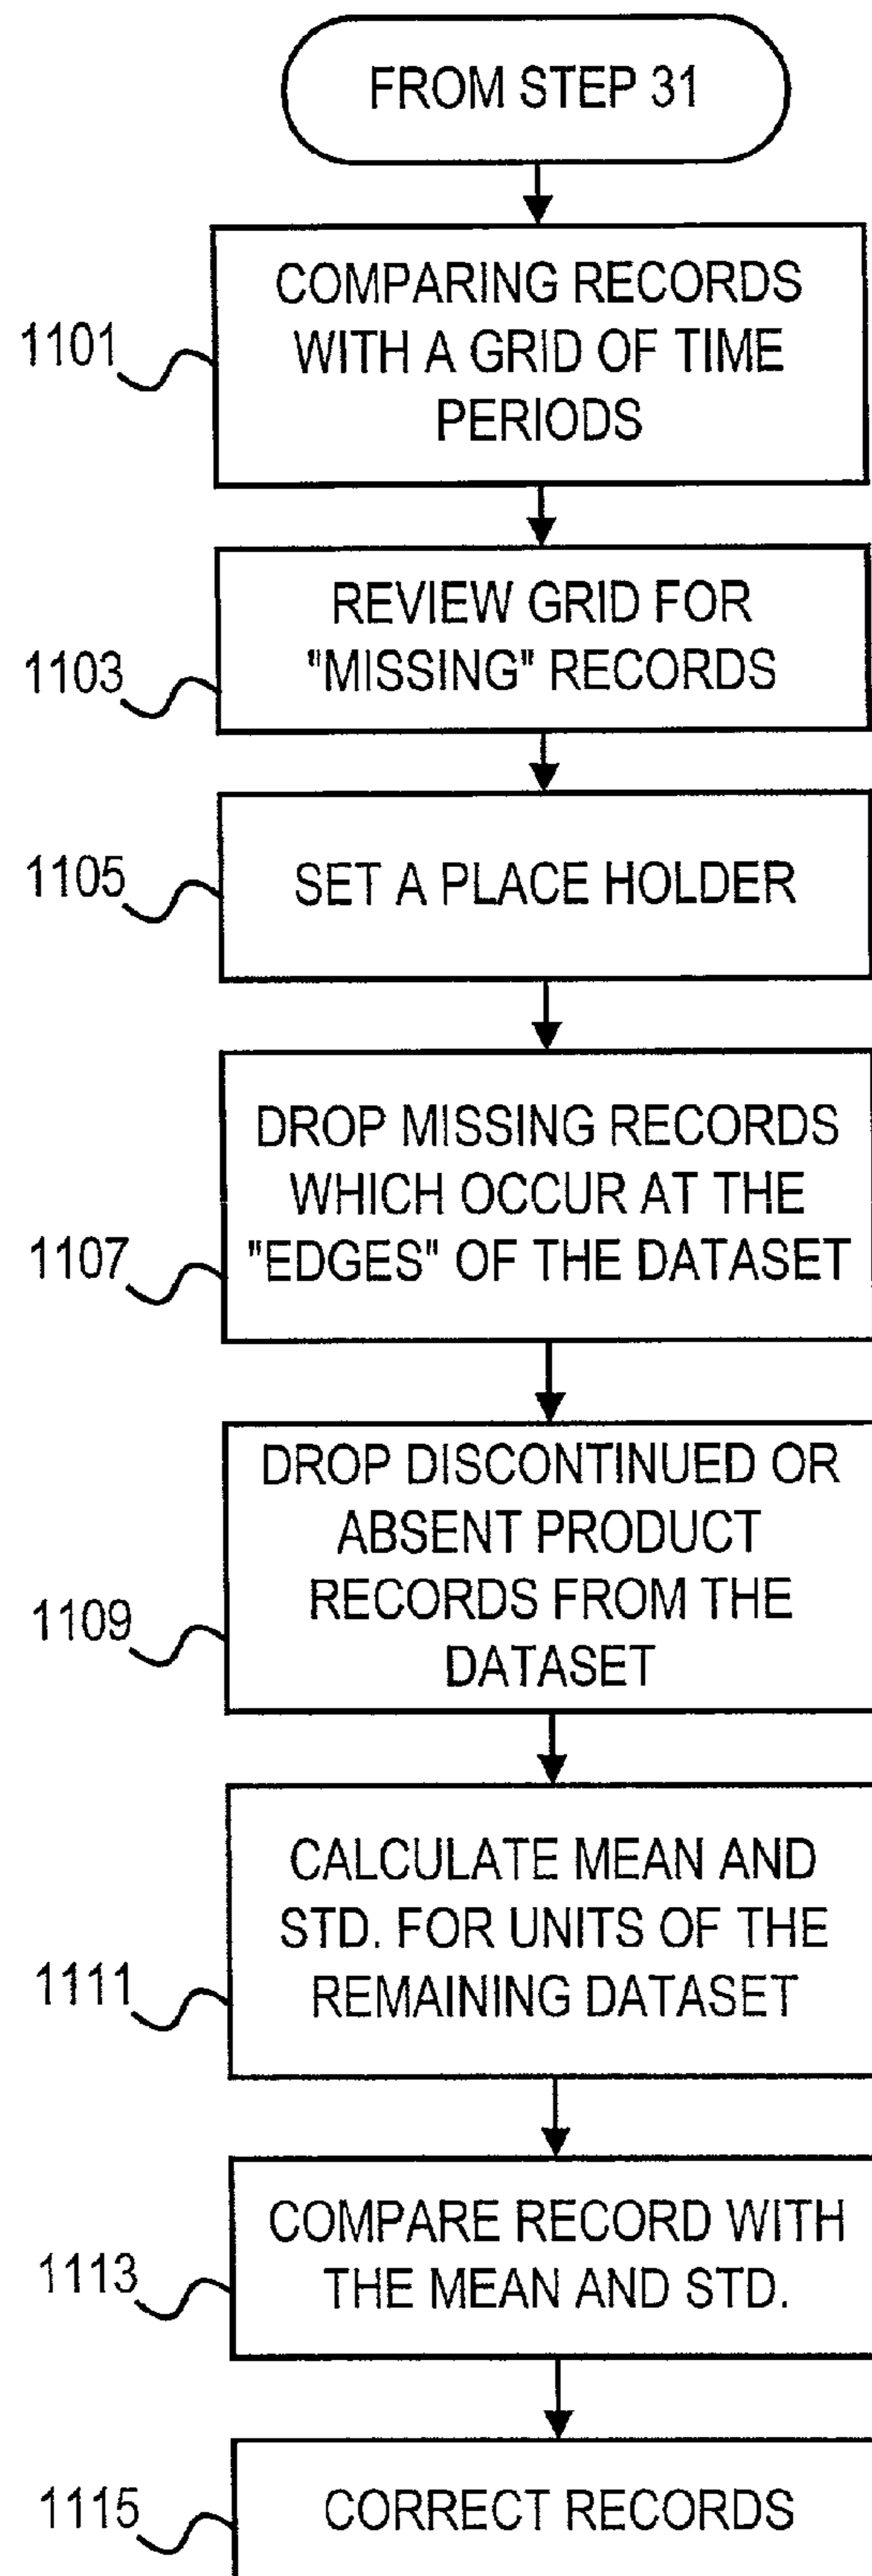 FROM STEP 31
COMPARING RECORDS
WITH A GRID OF TIME
PERIODS
1101
REVIEW GRID FOR
"MISSING" RECORDS
1103
SET A PLACE HOLDER
1105
DROP MISSING RECORDS
WHICH OCCUR AT THE
"EDGES" OF THE DATASET
1107
DROP DISCONTINUED OR
ABSENT PRODUCT
RECORDS FROM THE
DATASET
1109
CALCULATE MEAN AND
STD. FOR UNITS OF THE
REMAINING DATASET
1111
COMPARE RECORD WITH
THE MEAN AND STD.
1113
CORRECT RECORDS
1115